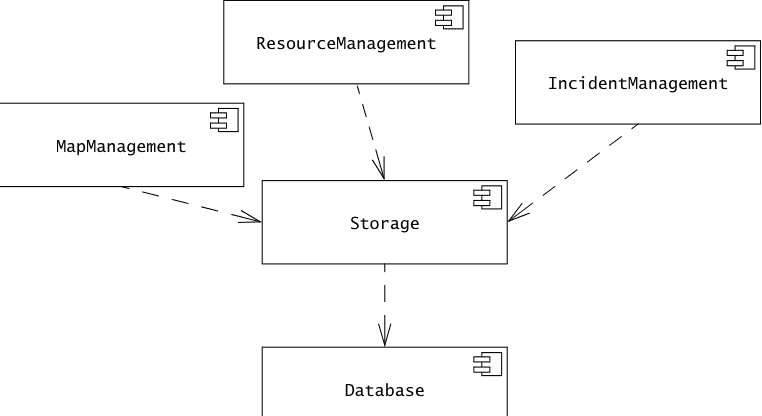 ResourceManagement
IncidentManagement
MapManagement
Storage
Database